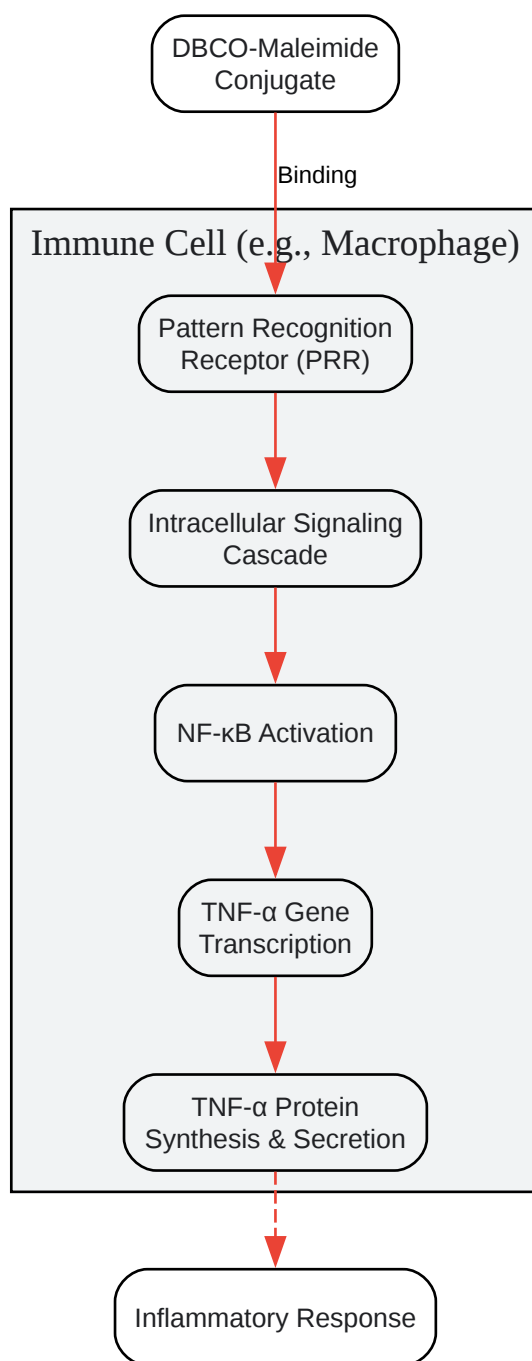 DBCO-Maleimide
Conjugate
Binding
Immune Cell (e.g., Macrophage)
Pattern Recognition
Receptor (PRR)
Intracellular Signaling
Cascade
NF-κB Activation
TNF-α Gene
Transcription
TNF-α Protein
Synthesis & Secretion
Inflammatory Response